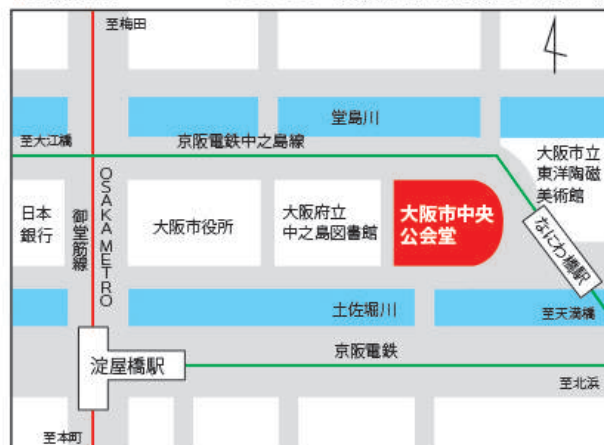 至梅田
堂島川
至大江橋
京阪電鉄中之島線
大阪市立
東洋陶磁
美術館
日本
銀行
御堂筋線
OSAKA METRO
大阪市役所
大阪府立
中之島図書館
大阪市中央
公会堂
なにわ橋駅
土佐堀川
至天満橋
淀屋橋駅
京阪電鉄
至北浜
至本町